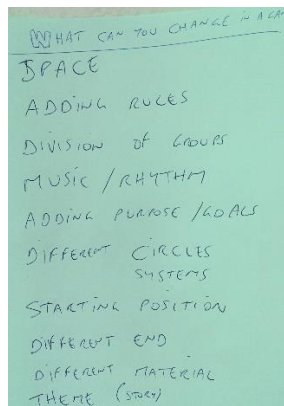 WHAT CAN YOU CHANGE IN A
SPACE
ADDING RULES
DIVISION OF GROUPS
MUSIC / RHYTHM
ADDING PURPOSE / GOALS
DIFFERENT CIRCLES
SYSTEMS
STARTING POSITION
DIFFERENT END
DIFFERENT MATERIAL
THEME (STORY)